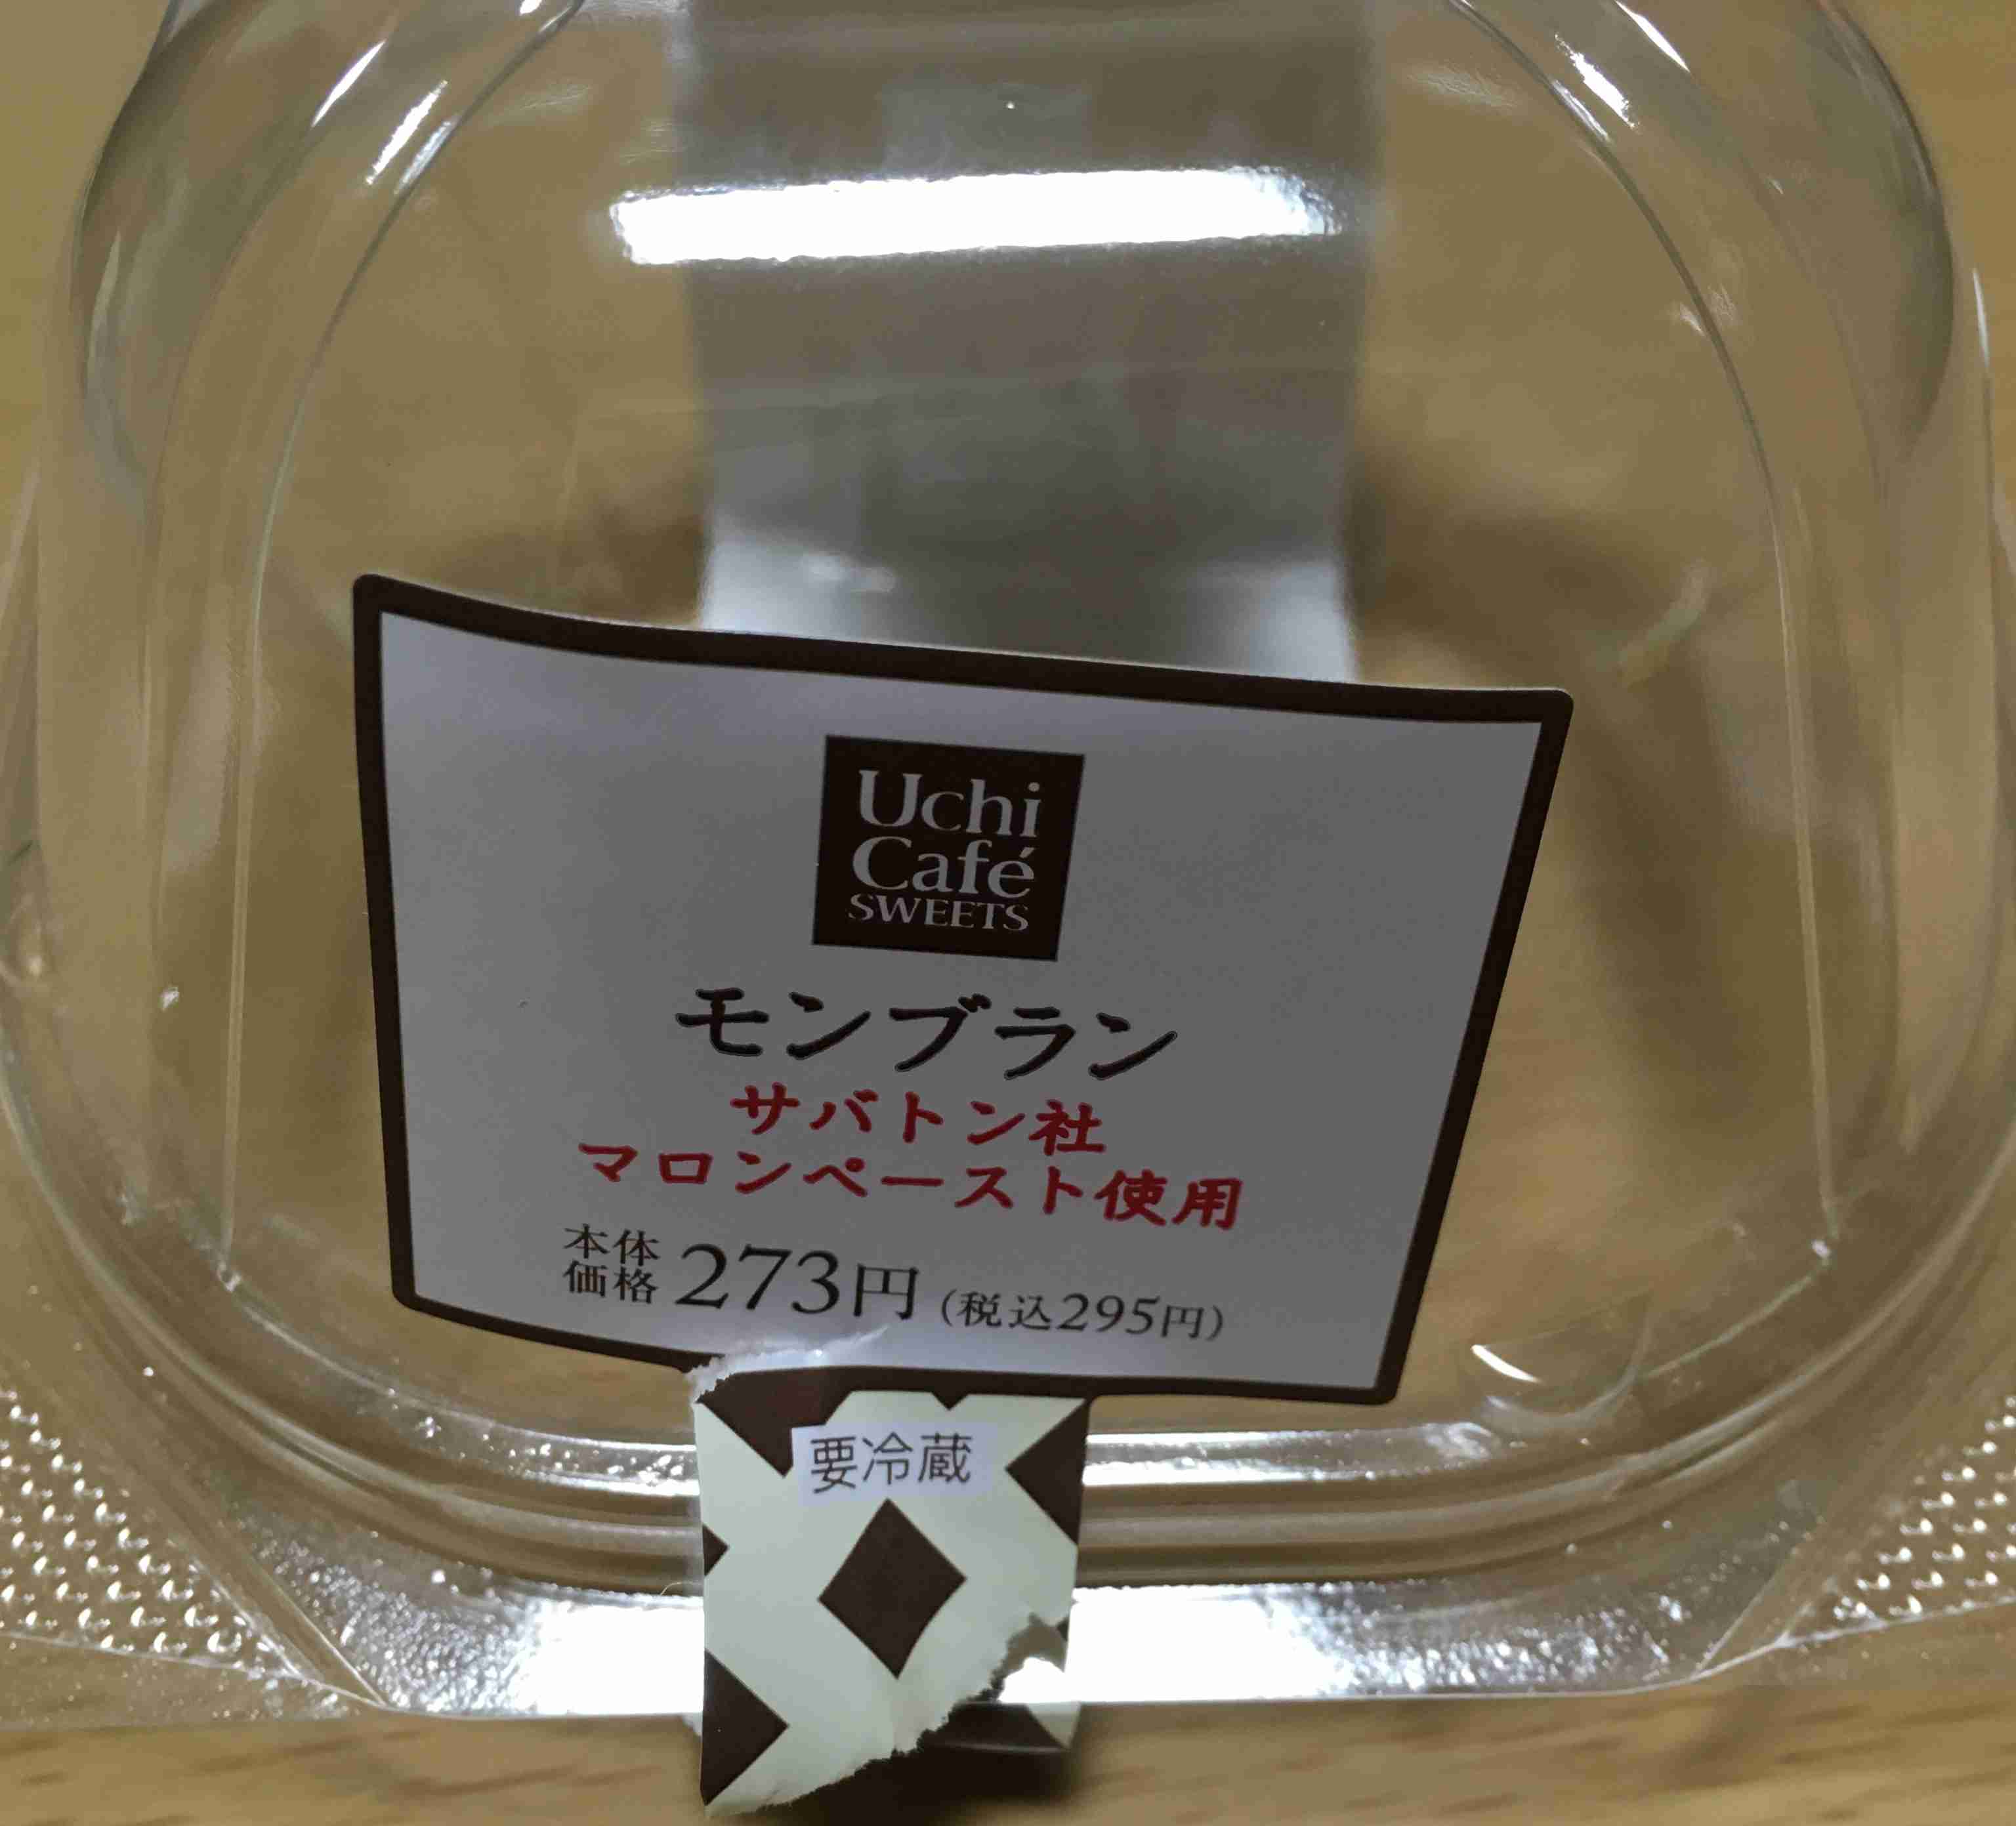 Uchi
Café
SWEETS
モンブラン
サバトン社
マロンペースト使用
本体価格 273円 (税込295円)
要冷蔵